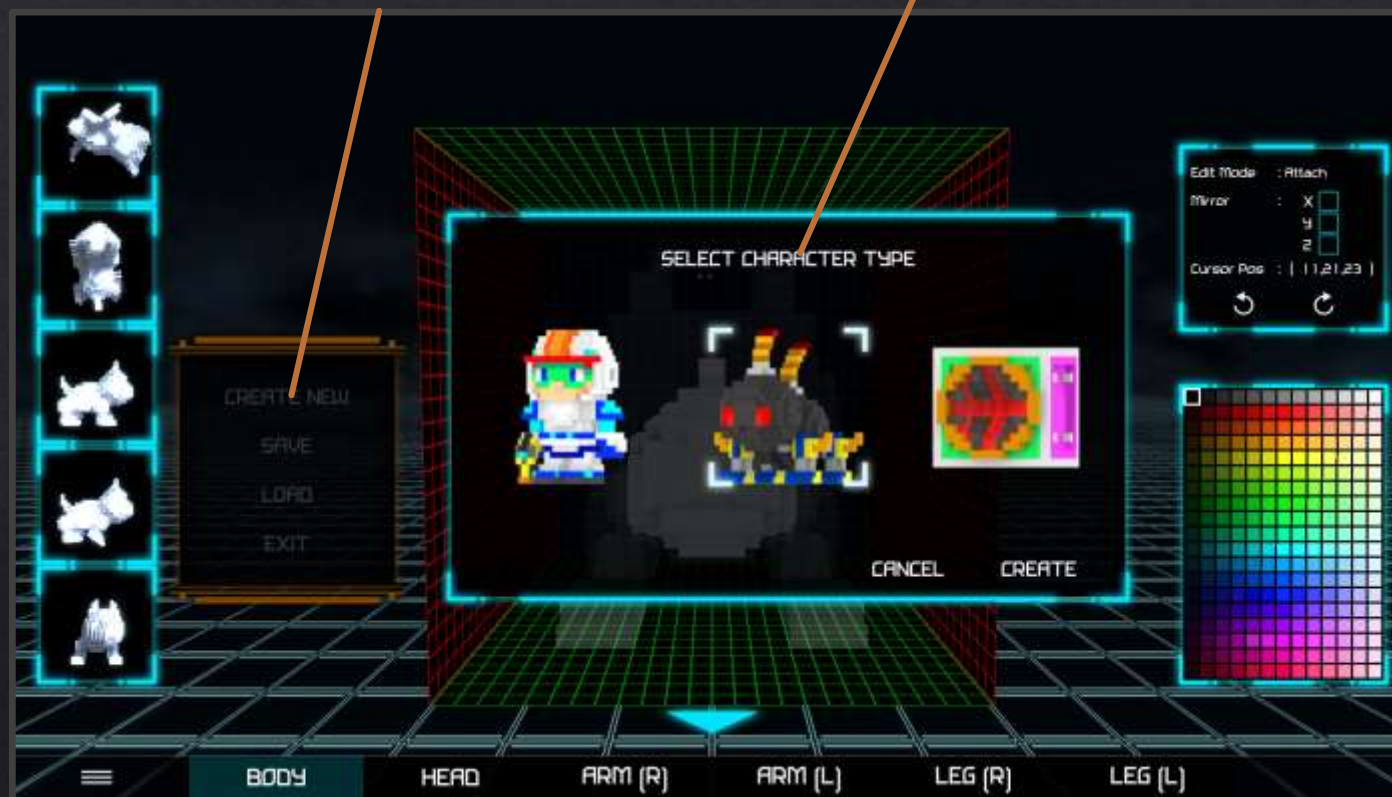 SELECT CHARACTER TYPE
CANCEL
CREATE
CREATE NEW
SAVE
LOAD
EXIT
Edit Mode : Attach
Mirror : X
Y
Z
Cursor Pos : ( 11,21,23 )
BODY
HEAD
ARM (R)
ARM (L)
LEG (R)
LEG (L)